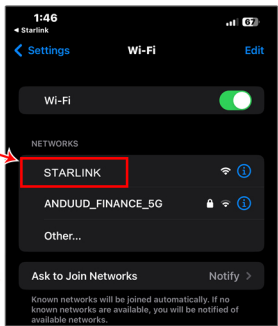 1:46
67
◀ Starlink
Settings
Wi-Fi
Edit
Wi-Fi
NETWORKS
STARLINK
ANDUUD_FINANCE_5G
Other...
Ask to Join Networks
Notify
Known networks will be joined automatically. If no
known networks are available, you will be notified of
available networks.